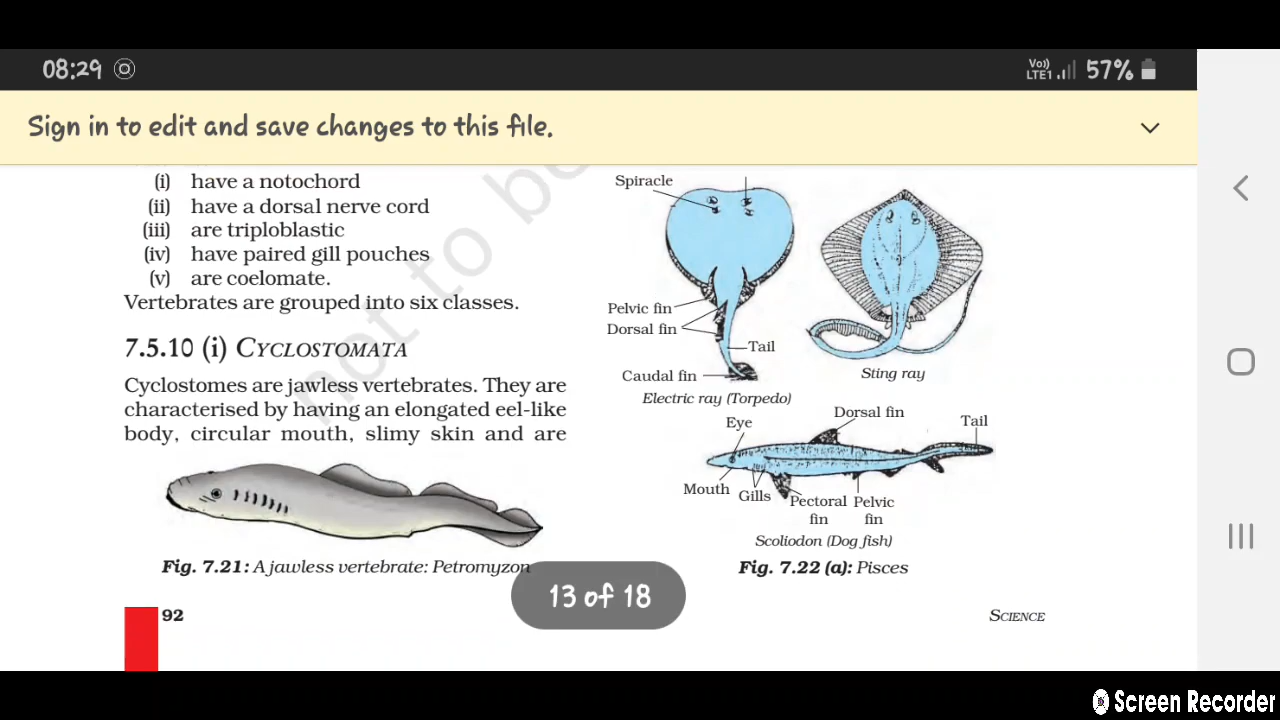 08:29
Vo))
LTE1
57%
Sign in to edit and save changes to this file.
(i) have a notochord
(ii) have a dorsal nerve cord
(iii) are triploblastic
(iv) have paired gill pouches
(v) are coelomate.
Vertebrates are grouped into six classes.
7.5.10 (i) CYCLOSTOMATA
Cyclostomes are jawless vertebrates. They are
characterised by having an elongated eel-like
body, circular mouth, slimy skin and are
Fig. 7.21: A jawless vertebrate: Petromyzon
92
not to be
Spiracle
Pelvic fin
Dorsal fin
Tail
Caudal fin
Electric ray (Torpedo)
Sting ray
Eye
Dorsal fin
Tail
Mouth
Gills
Pectoral fin
Pelvic fin
Scoliodon (Dog fish)
Fig. 7.22 (a): Pisces
13 of 18
SCIENCE
Screen Recorder